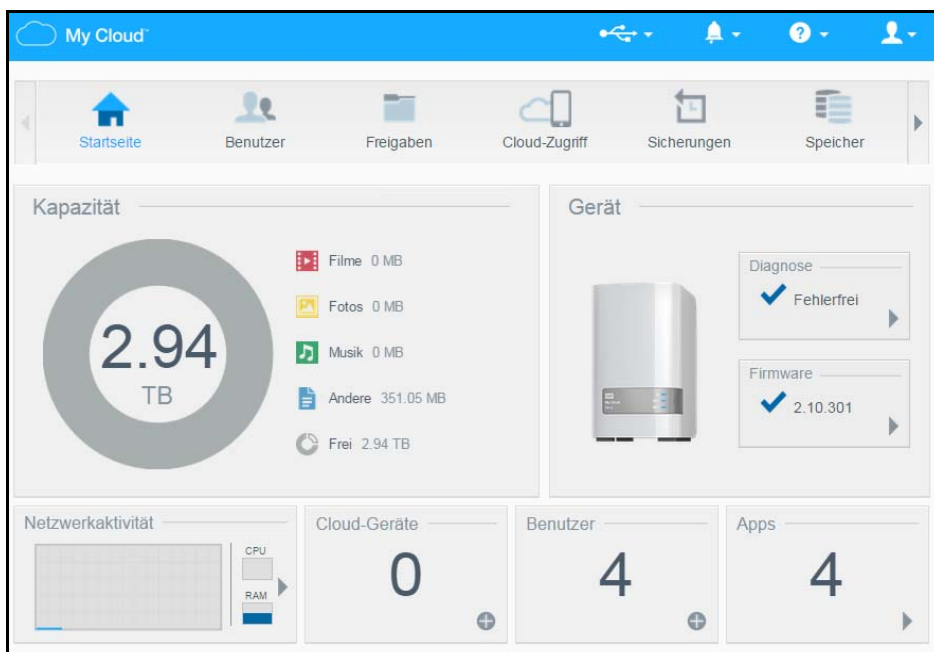 My Cloud™
Startseite
Benutzer
Freigaben
Cloud-Zugriff
Sicherungen
Speicher
Kapazität
2.94
TB
Filme 0 MB
Fotos 0 MB
Musik 0 MB
Andere 351.05 MB
Frei 2.94 TB
Gerät
Diagnose
Fehlerfrei
Firmware
2.10.301
Netzwerkaktivität
CPU
RAM
Cloud-Geräte
0
Benutzer
4
Apps
4